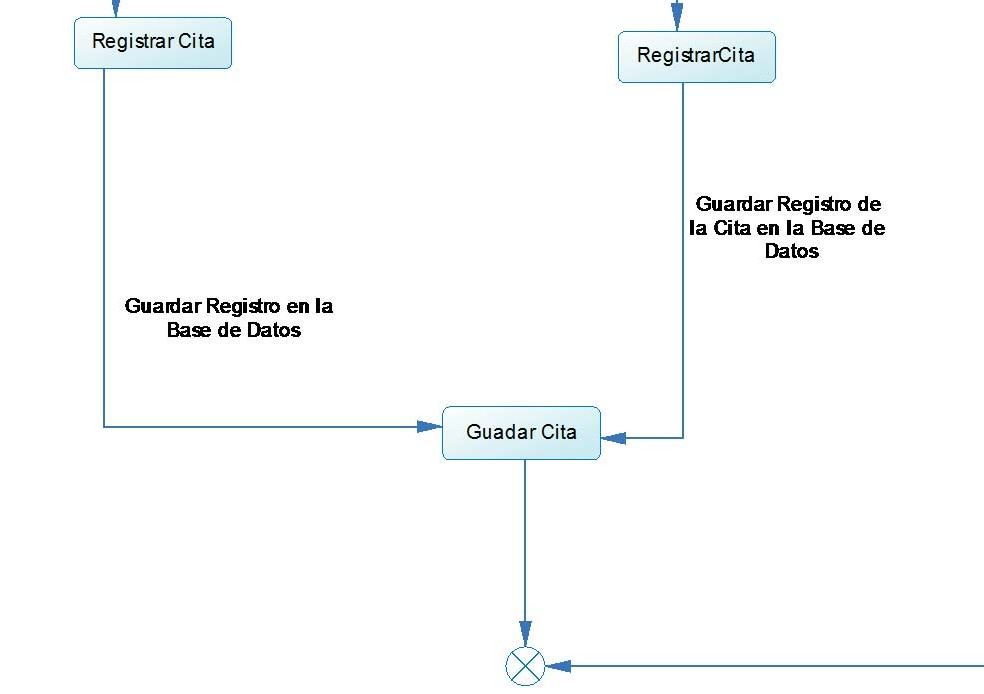 Registrar Cita
RegistrarCita
Guardar Registro de
la Cita en la Base de
Datos
Guardar Registro en la
Base de Datos
Guadar Cita